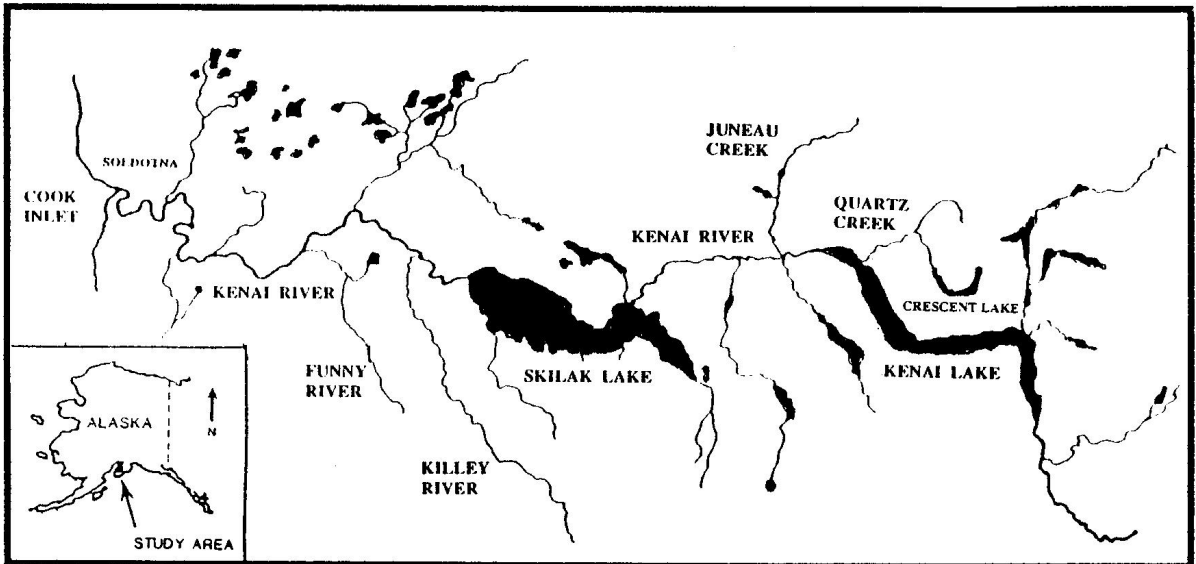 JUNEAU
CREEK
SOLDOTNA
COOK
INLET
QUARTZ
CREEK
KENAI RIVER
KENAI RIVER
CRESCENT LAKE
FUNNY
RIVER
SKILAK LAKE
KENAI LAKE
KILLEY
RIVER
ALASKA
N
STUDY AREA